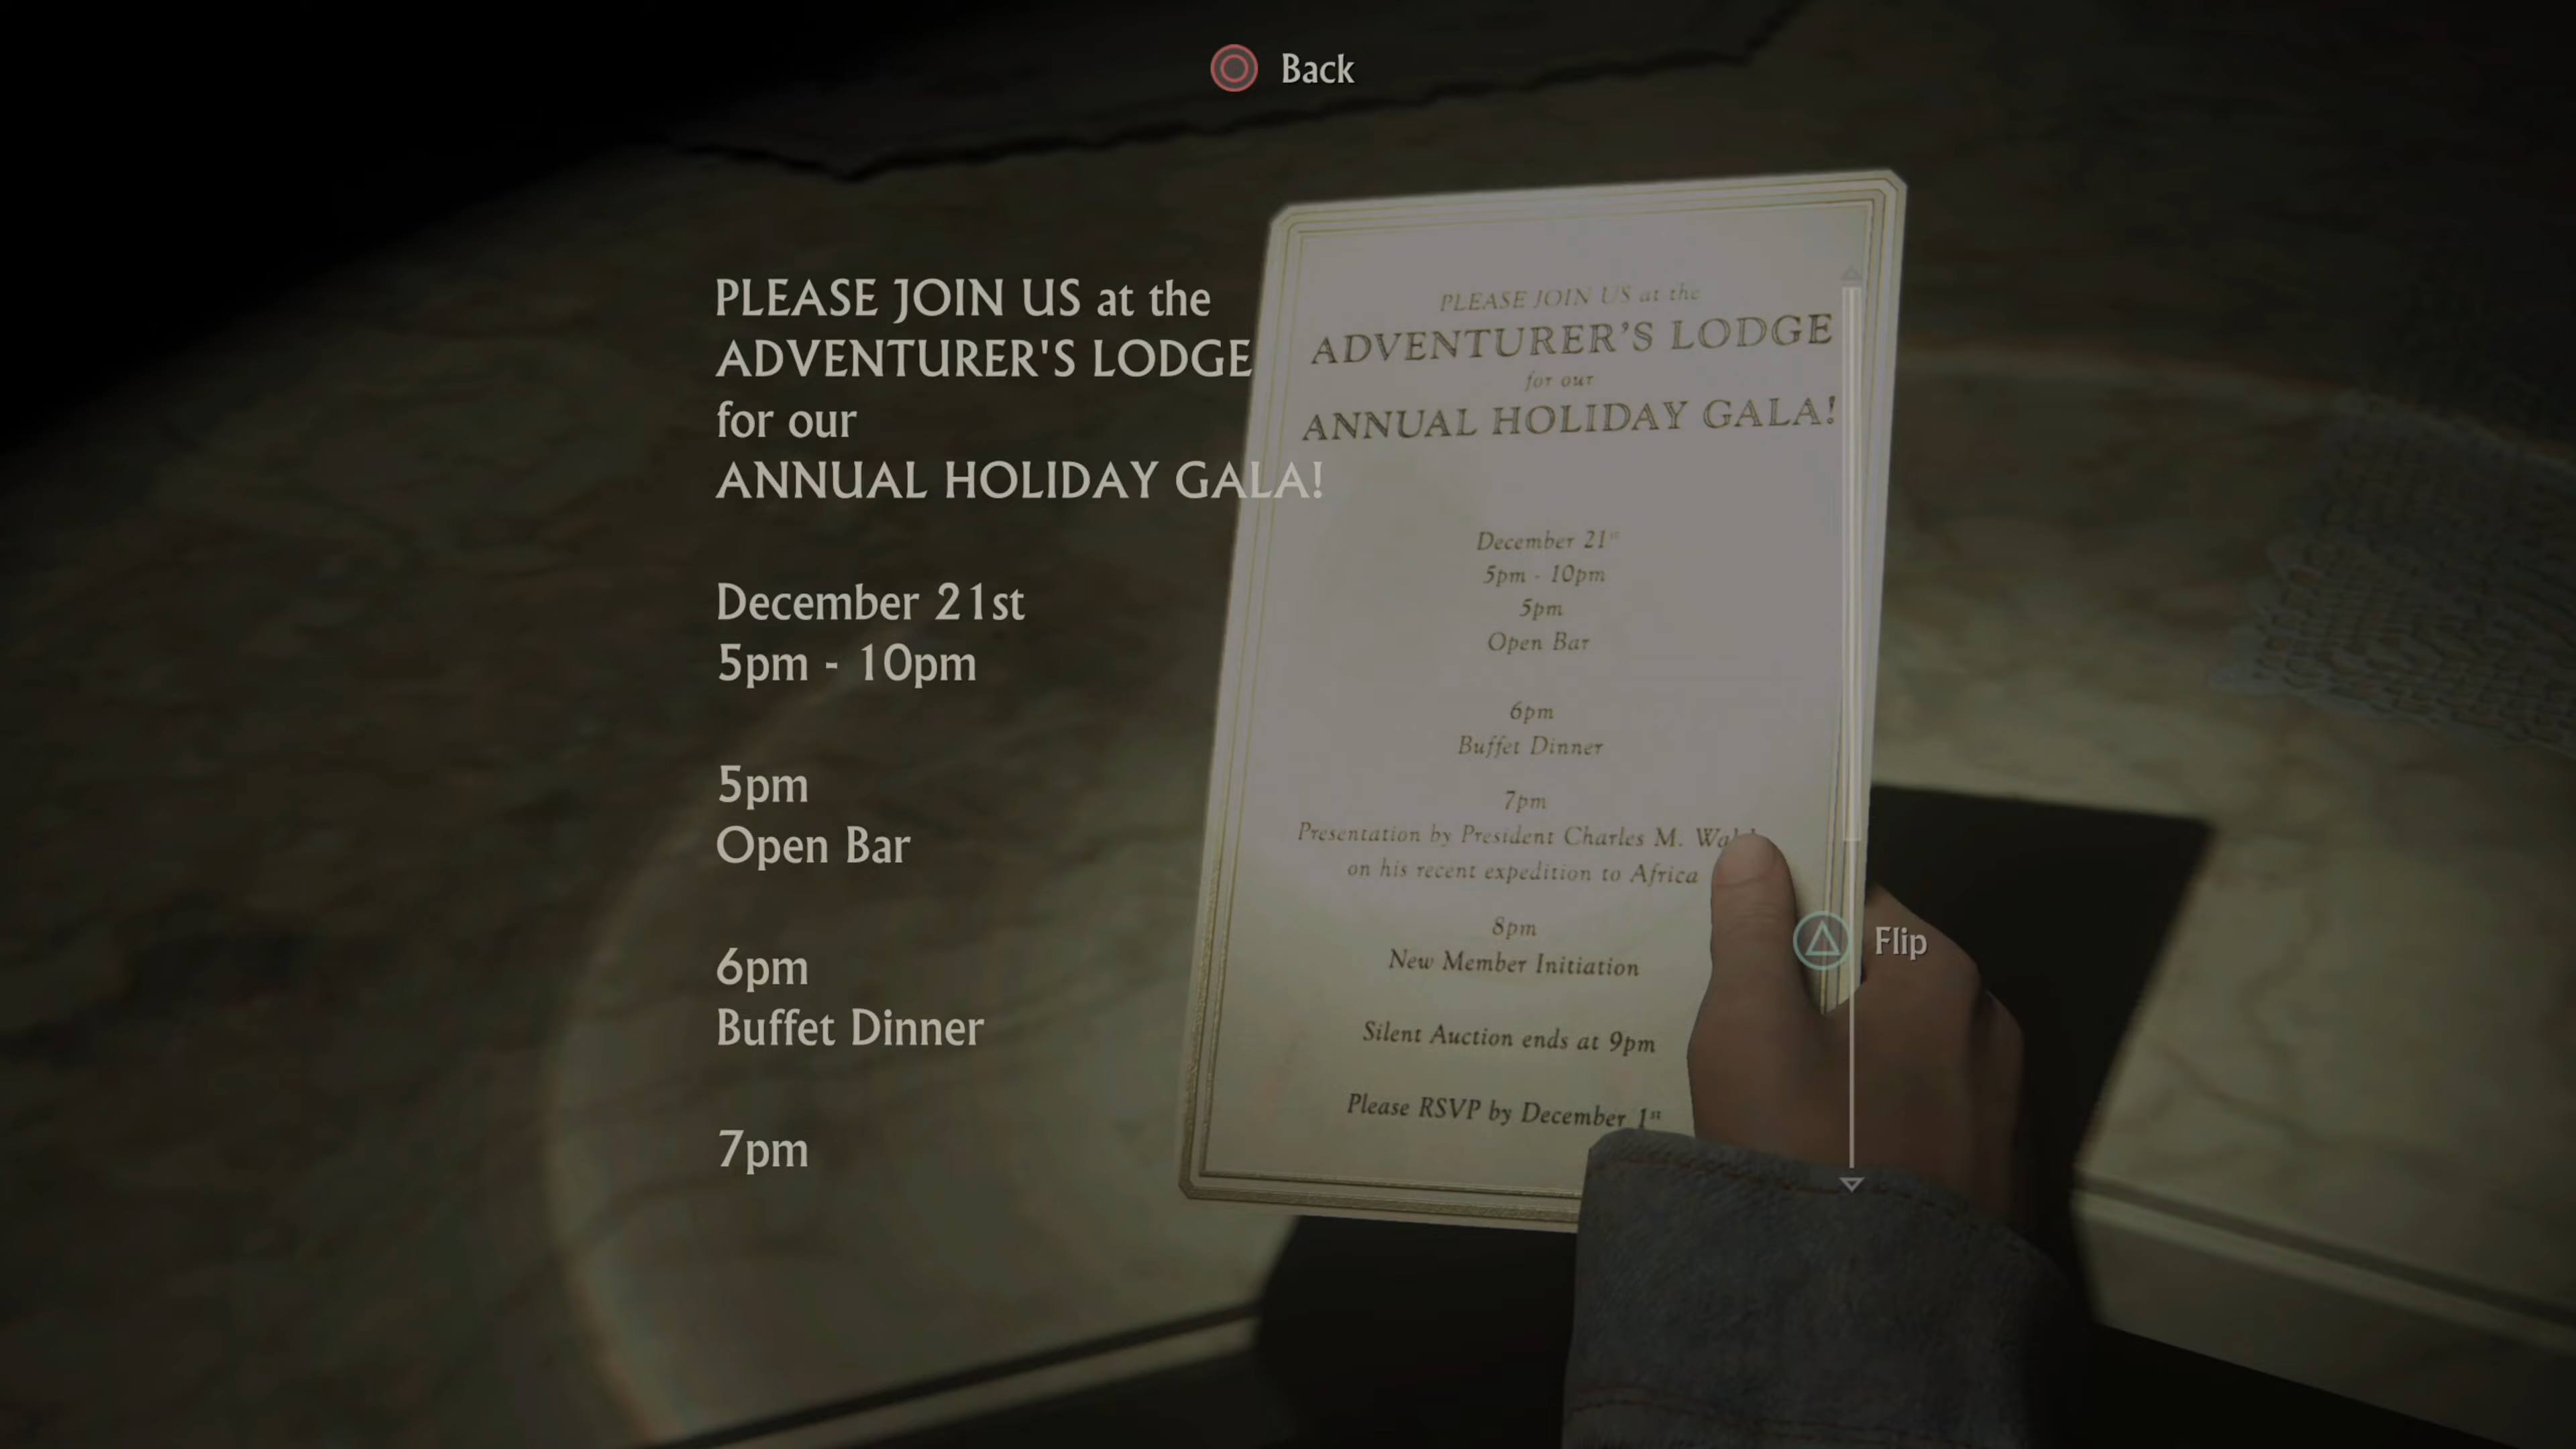 Back
PLEASE JOIN US at the
ADVENTURER'S LODGE
for our
ANNUAL HOLIDAY GALA!
December 21st
5pm - 10pm
5pm
Open Bar
6pm
Buffet Dinner
7pm
PLEASE JOIN US at the
ADVENTURER'S LODGE
for our
ANNUAL HOLIDAY GALA!
December 21st
5pm - 10pm
5pm
Open Bar
6pm
Buffet Dinner
7pm
Presentation by President Charles M.
on his recent expedition to Africa
8pm
New Member Initiation
Silent Auction ends at 9pm
Please RSVP by December 1st
Flip